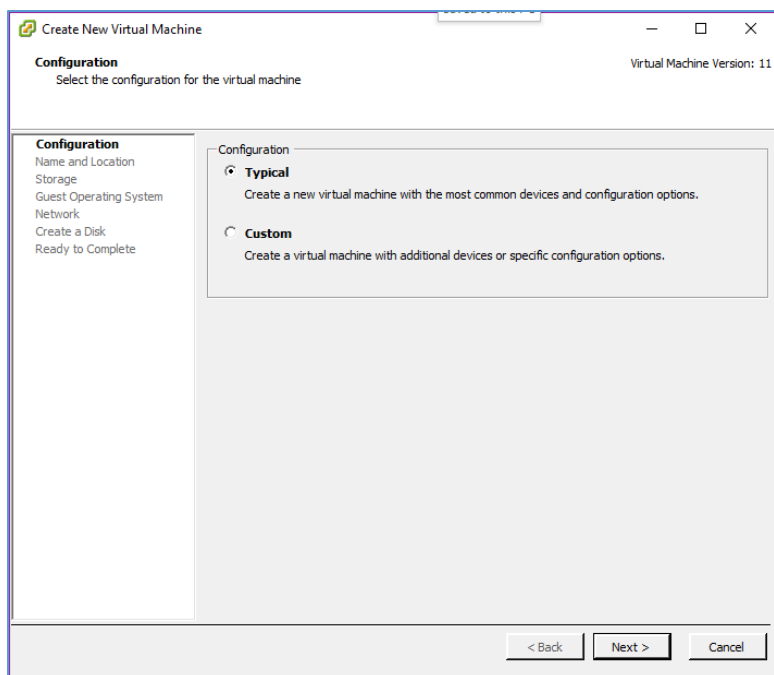 Create New Virtual Machine
Configuration
Select the configuration for the virtual machine
Virtual Machine Version: 11
Configuration
Name and Location
Storage
Guest Operating System
Network
Create a Disk
Ready to Complete
Configuration
Typical
Create a new virtual machine with the most common devices and configuration options.
Custom
Create a virtual machine with additional devices or specific configuration options.
< Back
Next >
Cancel